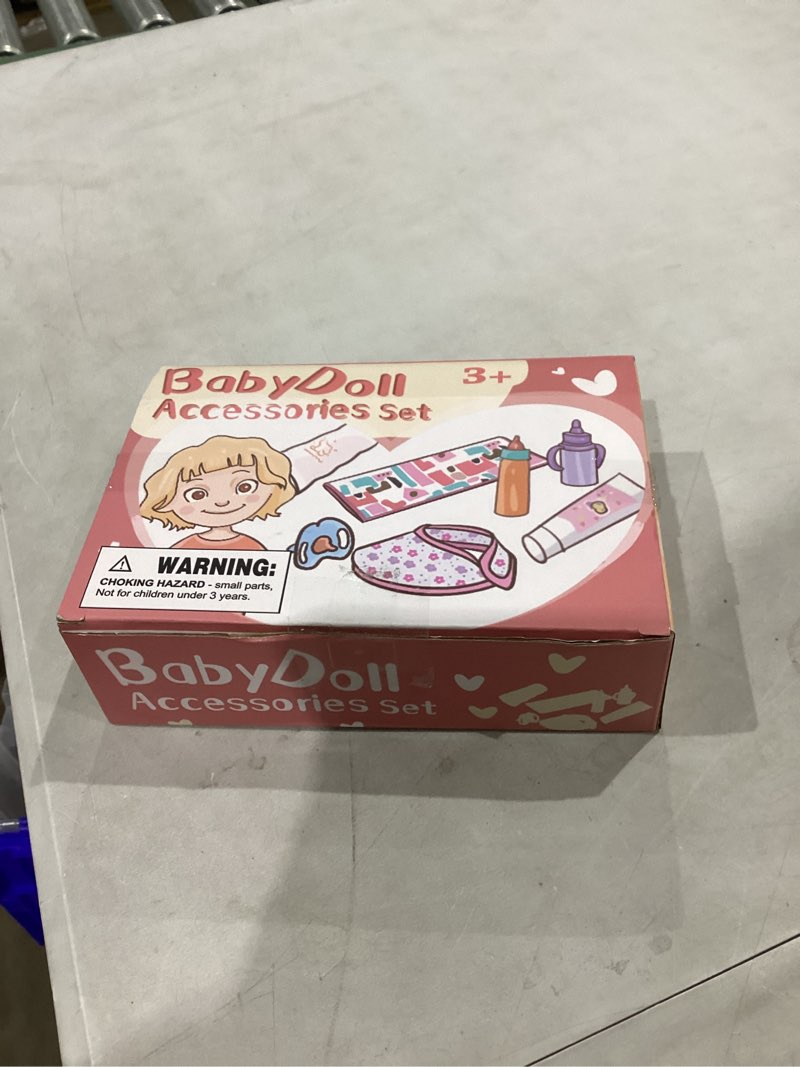 BabyDoll
Accessories Set
3+
WARNING:
CHOKING HAZARD - small parts,
Not for children under 3 years.
BabyDoll
Accessories Set